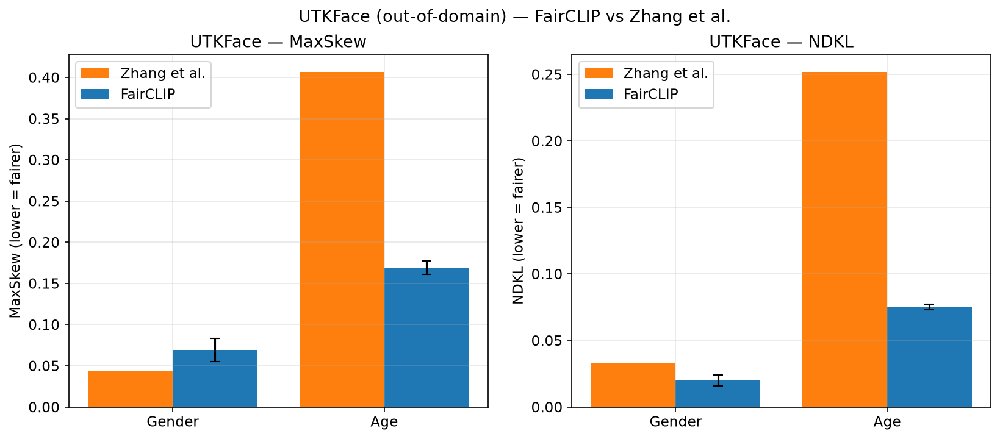 UTKFace (out-of-domain) — FairCLIP vs Zhang et al.
UTKFace — MaxSkew
Zhang et al.
FairCLIP
MaxSkew (lower = fairer)
0.40
0.35
0.30
0.25
0.20
0.15
0.10
0.05
0.00
Gender
Age
UTKFace — NDKL
Zhang et al.
FairCLIP
NDKL (lower = fairer)
0.25
0.20
0.15
0.10
0.05
0.00
Gender
Age